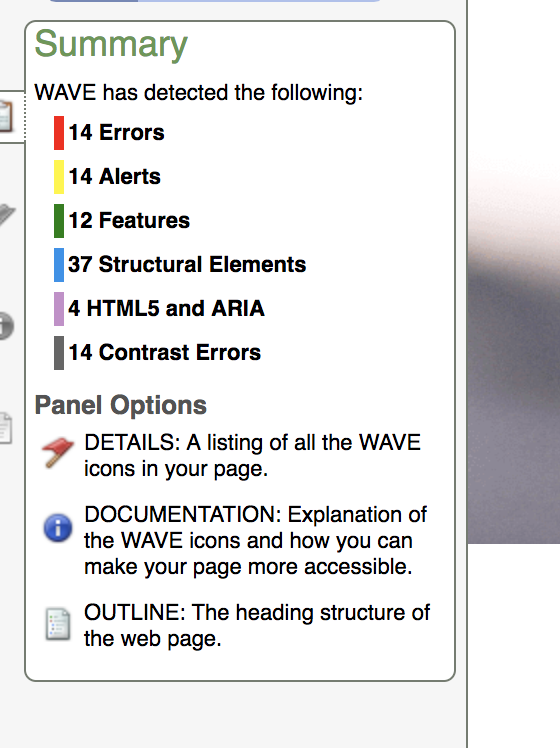 Summary
WAVE has detected the following:
14 Errors
14 Alerts
12 Features
37 Structural Elements
4 HTML5 and ARIA
14 Contrast Errors
Panel Options
DETAILS: A listing of all the WAVE
icons in your page.
DOCUMENTATION: Explanation of
the WAVE icons and how you can
make your page more accessible.
OUTLINE: The heading structure of
the web page.